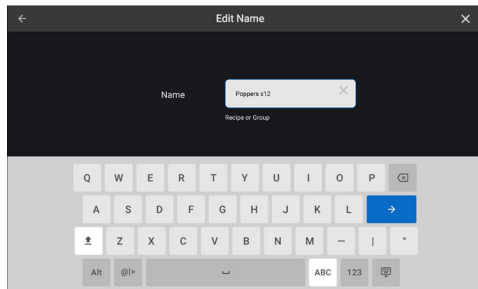 Edit Name
Name
Poppers x12
Recipe or Group
Q W E R T Y U I O P
A S D F G H J K L
Z X C V B N M — | °
Alt @|> ABC 123